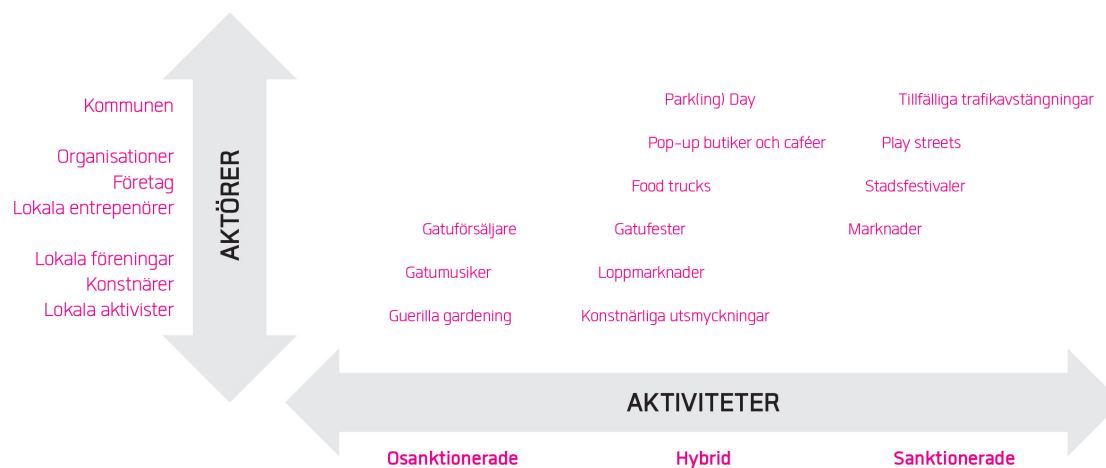 Kommunen
Organisationer
Företag
Lokala entrepenörer
Lokala föreningar
Konstnärer
Lokala aktivister
AKTÖRER
Park(ing) Day
Tillfälliga trafikavstängningar
Pop-up butiker och caféer
Play streets
Food trucks
Stadsfestivaler
Gatuförsäljare
Gatufester
Marknader
Gatumusiker
Loppmarknader
Guerilla gardening
Konstnärliga utsmyckningar
AKTIVITETER
Osanktionerade
Hybrid
Sanktionerade